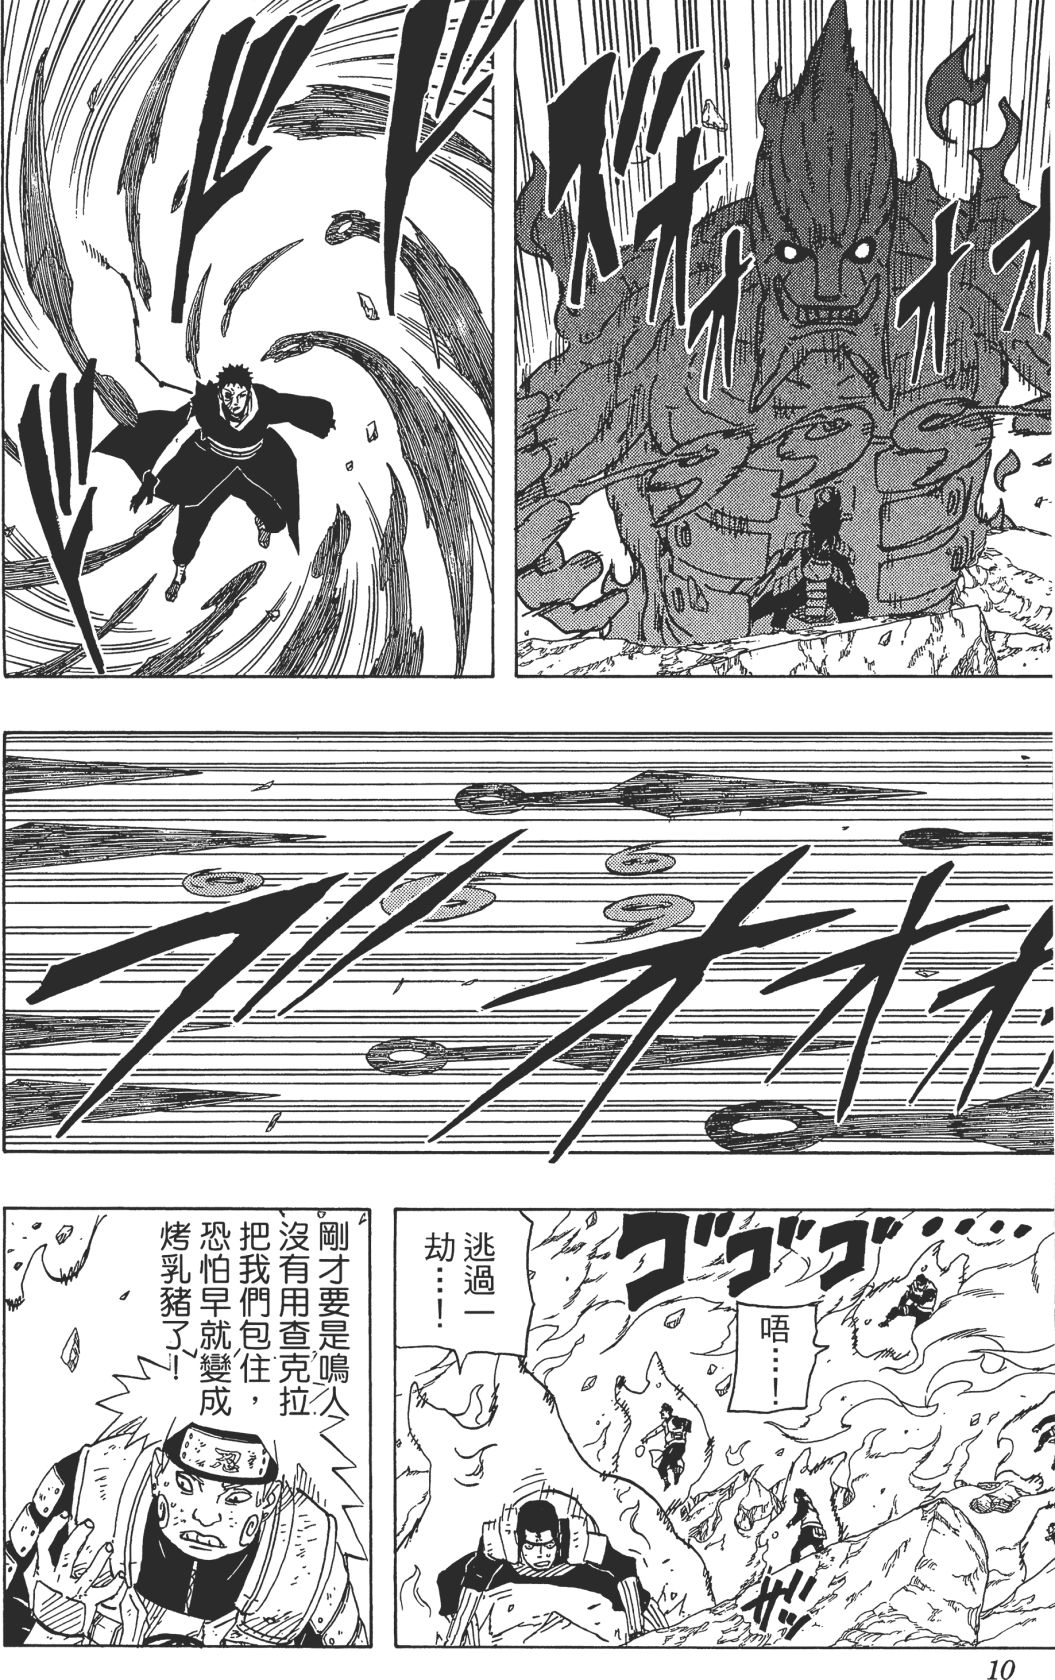 ズオオオオ
ドドド
ブオオオ
ゴゴゴ‥‥
唔⋯⋯！
逃過一
劫⋯！
ザッ
剛才要是鳴人
沒有用查克拉
把我們包住，
恐怕早就變成
烤乳豬了！
忍
10